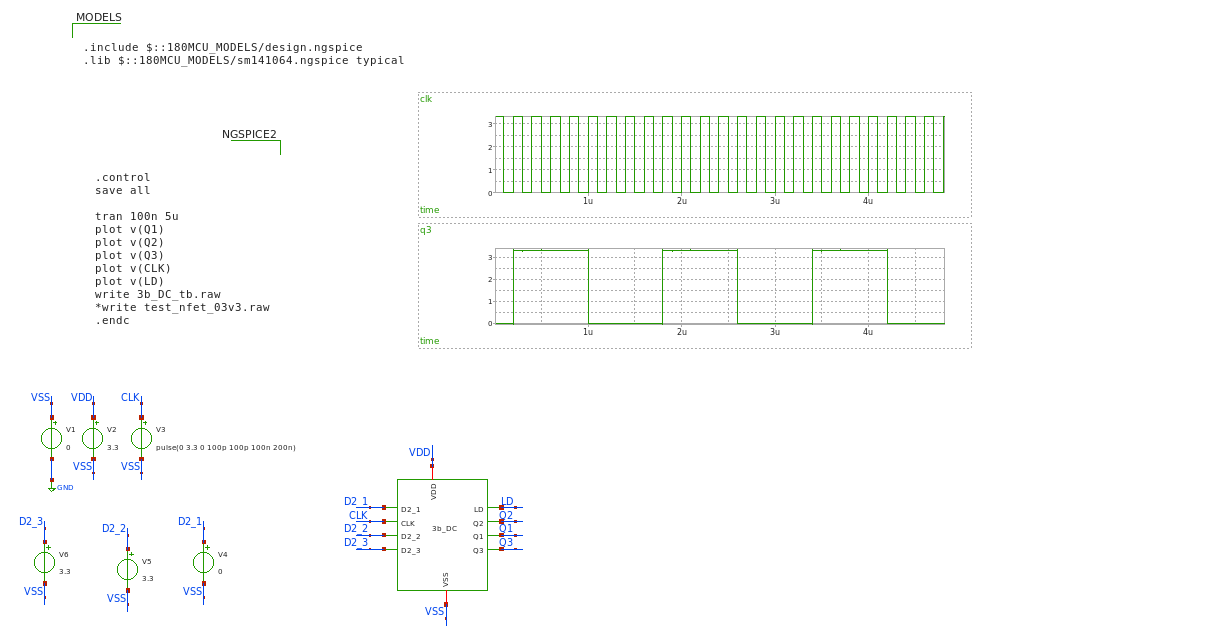 MODELS
.include $::180MCU_MODELS/design.ngspice
.lib $::180MCU_MODELS/sm141064.ngspice typical
NGSPICE2
.control
save all
tran 100n 5u
plot v(Q1)
plot v(Q2)
plot v(Q3)
plot v(CLK)
plot v(LD)
write 3b_DC_tb.raw
*write test_nfet_03v3.raw
.endc
clk
3
2
1
0
1u 2u 3u 4u
time
q3
3
2
1
0
1u 2u 3u 4u
time
VSS VDD CLK
V1 V2 V3
0 3.3 pulse(0 3.3 0 100p 100p 100n 200n)
VSS VSS
GND
D2_3 D2_2 D2_1
V6 V5 V4
3.3 3.3 0
VSS VSS VSS
VDD
VDD
D2_1 D2_1 LD LD
CLK CLK Q2 Q2
3b_DC
D2_2 D2_2 Q1 Q1
D2_3 D2_3 Q3 Q3
VSS
VSS